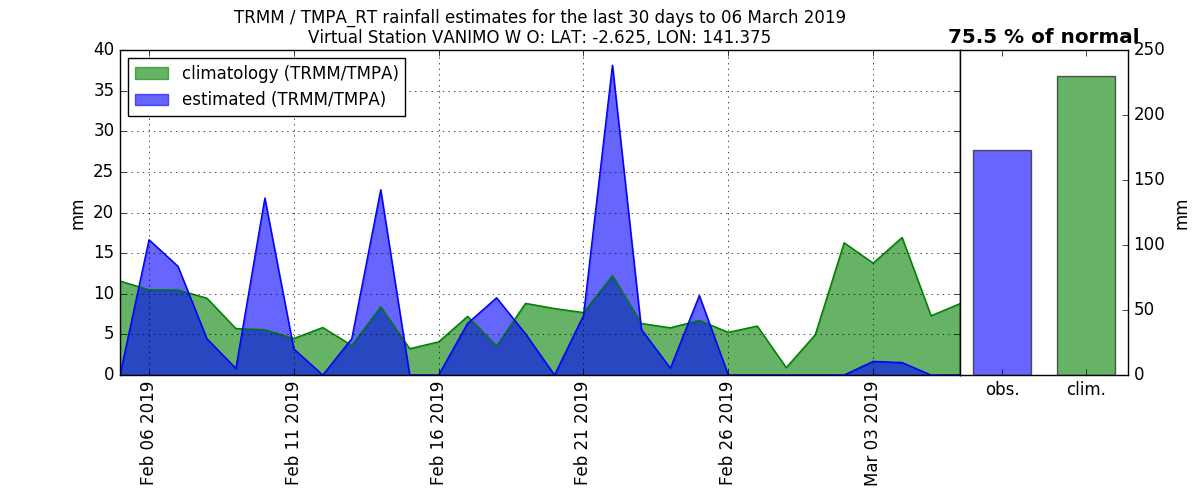 TRMM / TMPA_RT rainfall estimates for the last 30 days to 06 March 2019
Virtual Station VANIMO W O: LAT: -2.625, LON: 141.375
75.5 % of normal
climatology (TRMM/TMPA)
estimated (TRMM/TMPA)
40
35
30
25
20
15
10
5
0
mm
Feb 06 2019
Feb 11 2019
Feb 16 2019
Feb 21 2019
Feb 26 2019
Mar 03 2019
250
200
150
100
50
0
mm
obs.
clim.